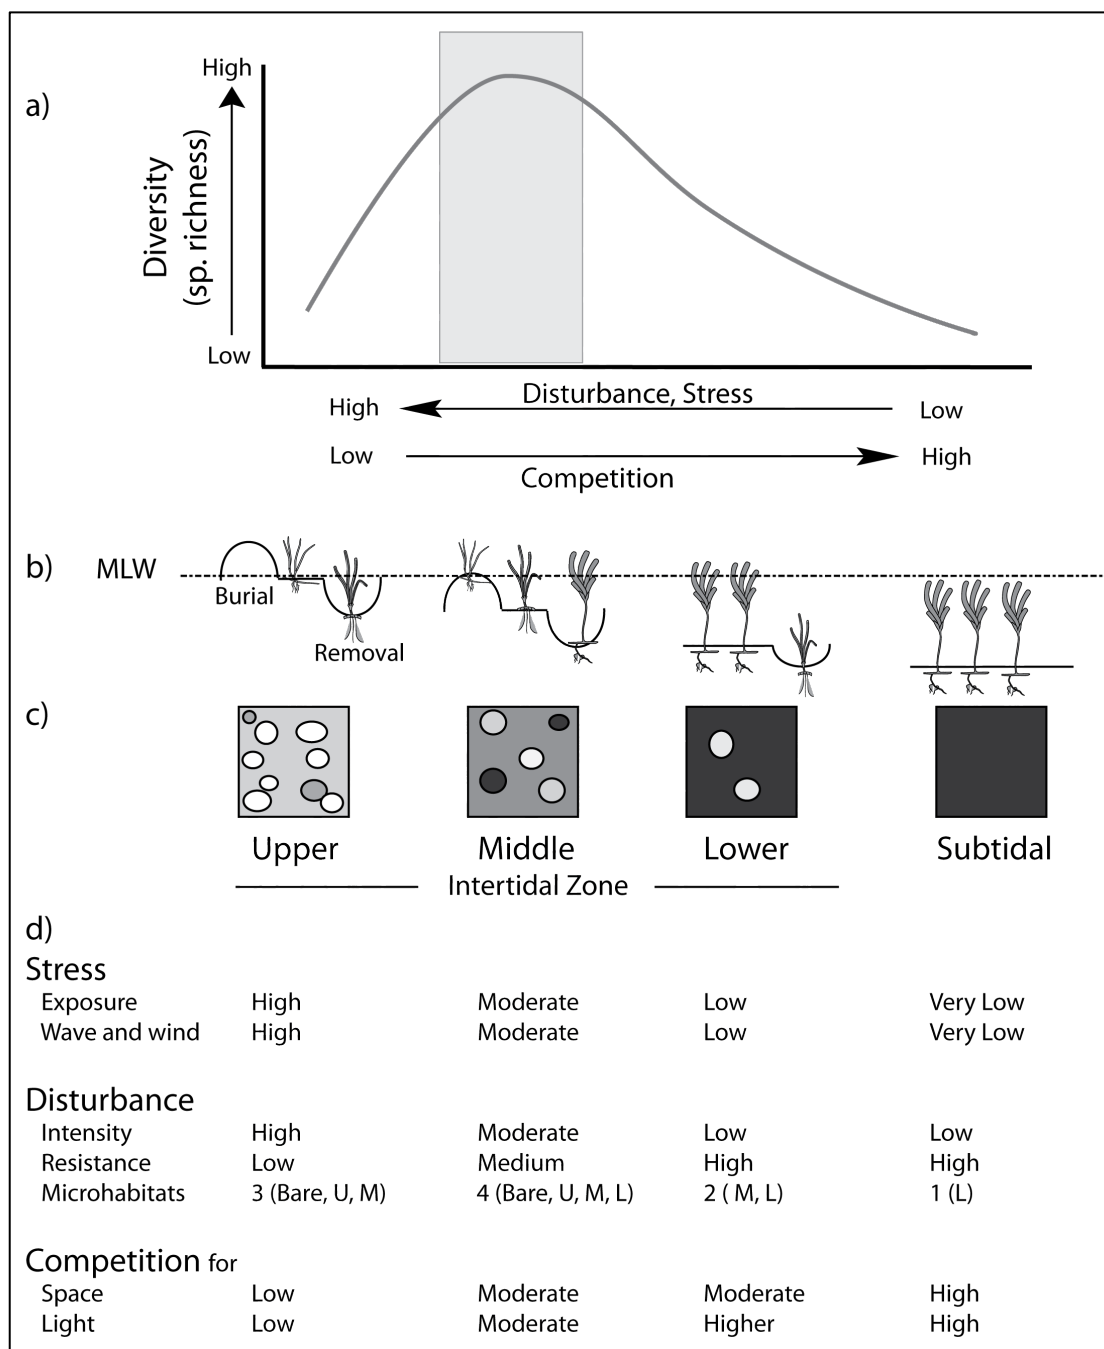 a)
High
Diversity
(sp. richness)
Low
Disturbance, Stress
High Low
Low High
Competition
b) MLW
Burial
Removal
c)
Upper Middle Lower Subtidal
Intertidal Zone
d)
Stress
Exposure High Moderate Low Very Low
Wave and wind High Moderate Low Very Low
Disturbance
Intensity High Moderate Low Low
Resistance Low Medium High High
Microhabitats 3 (Bare, U, M) 4 (Bare, U, M, L) 2 ( M, L) 1 (L)
Competition for
Space Low Moderate Moderate High
Light Low Moderate Higher High